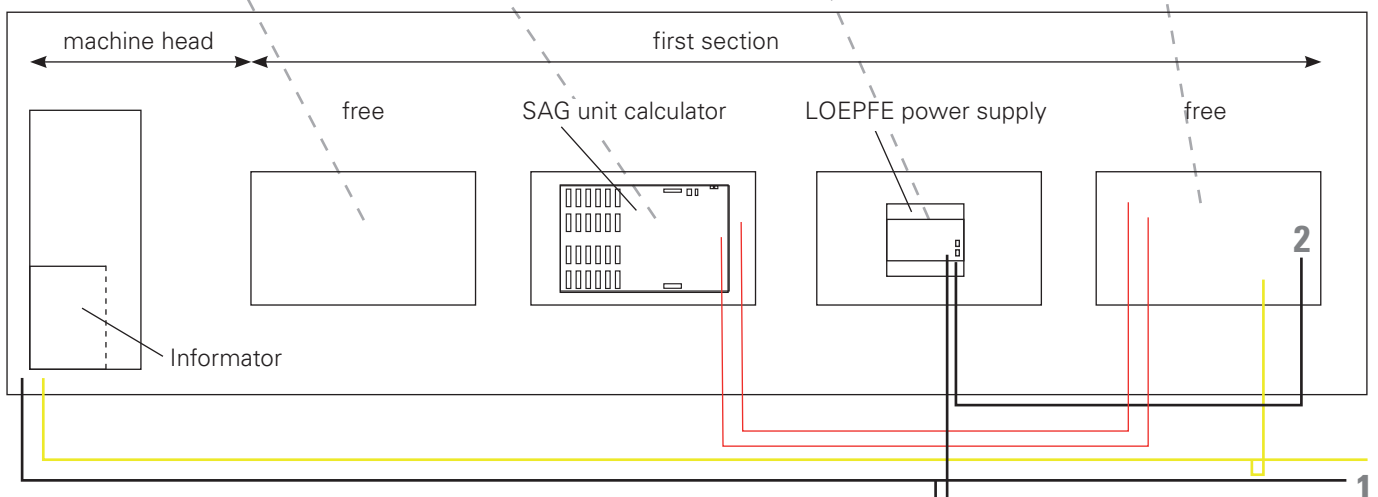 machine head
first section
free
SAG unit calculator
LOEPFE power supply
free
2
Informator
1